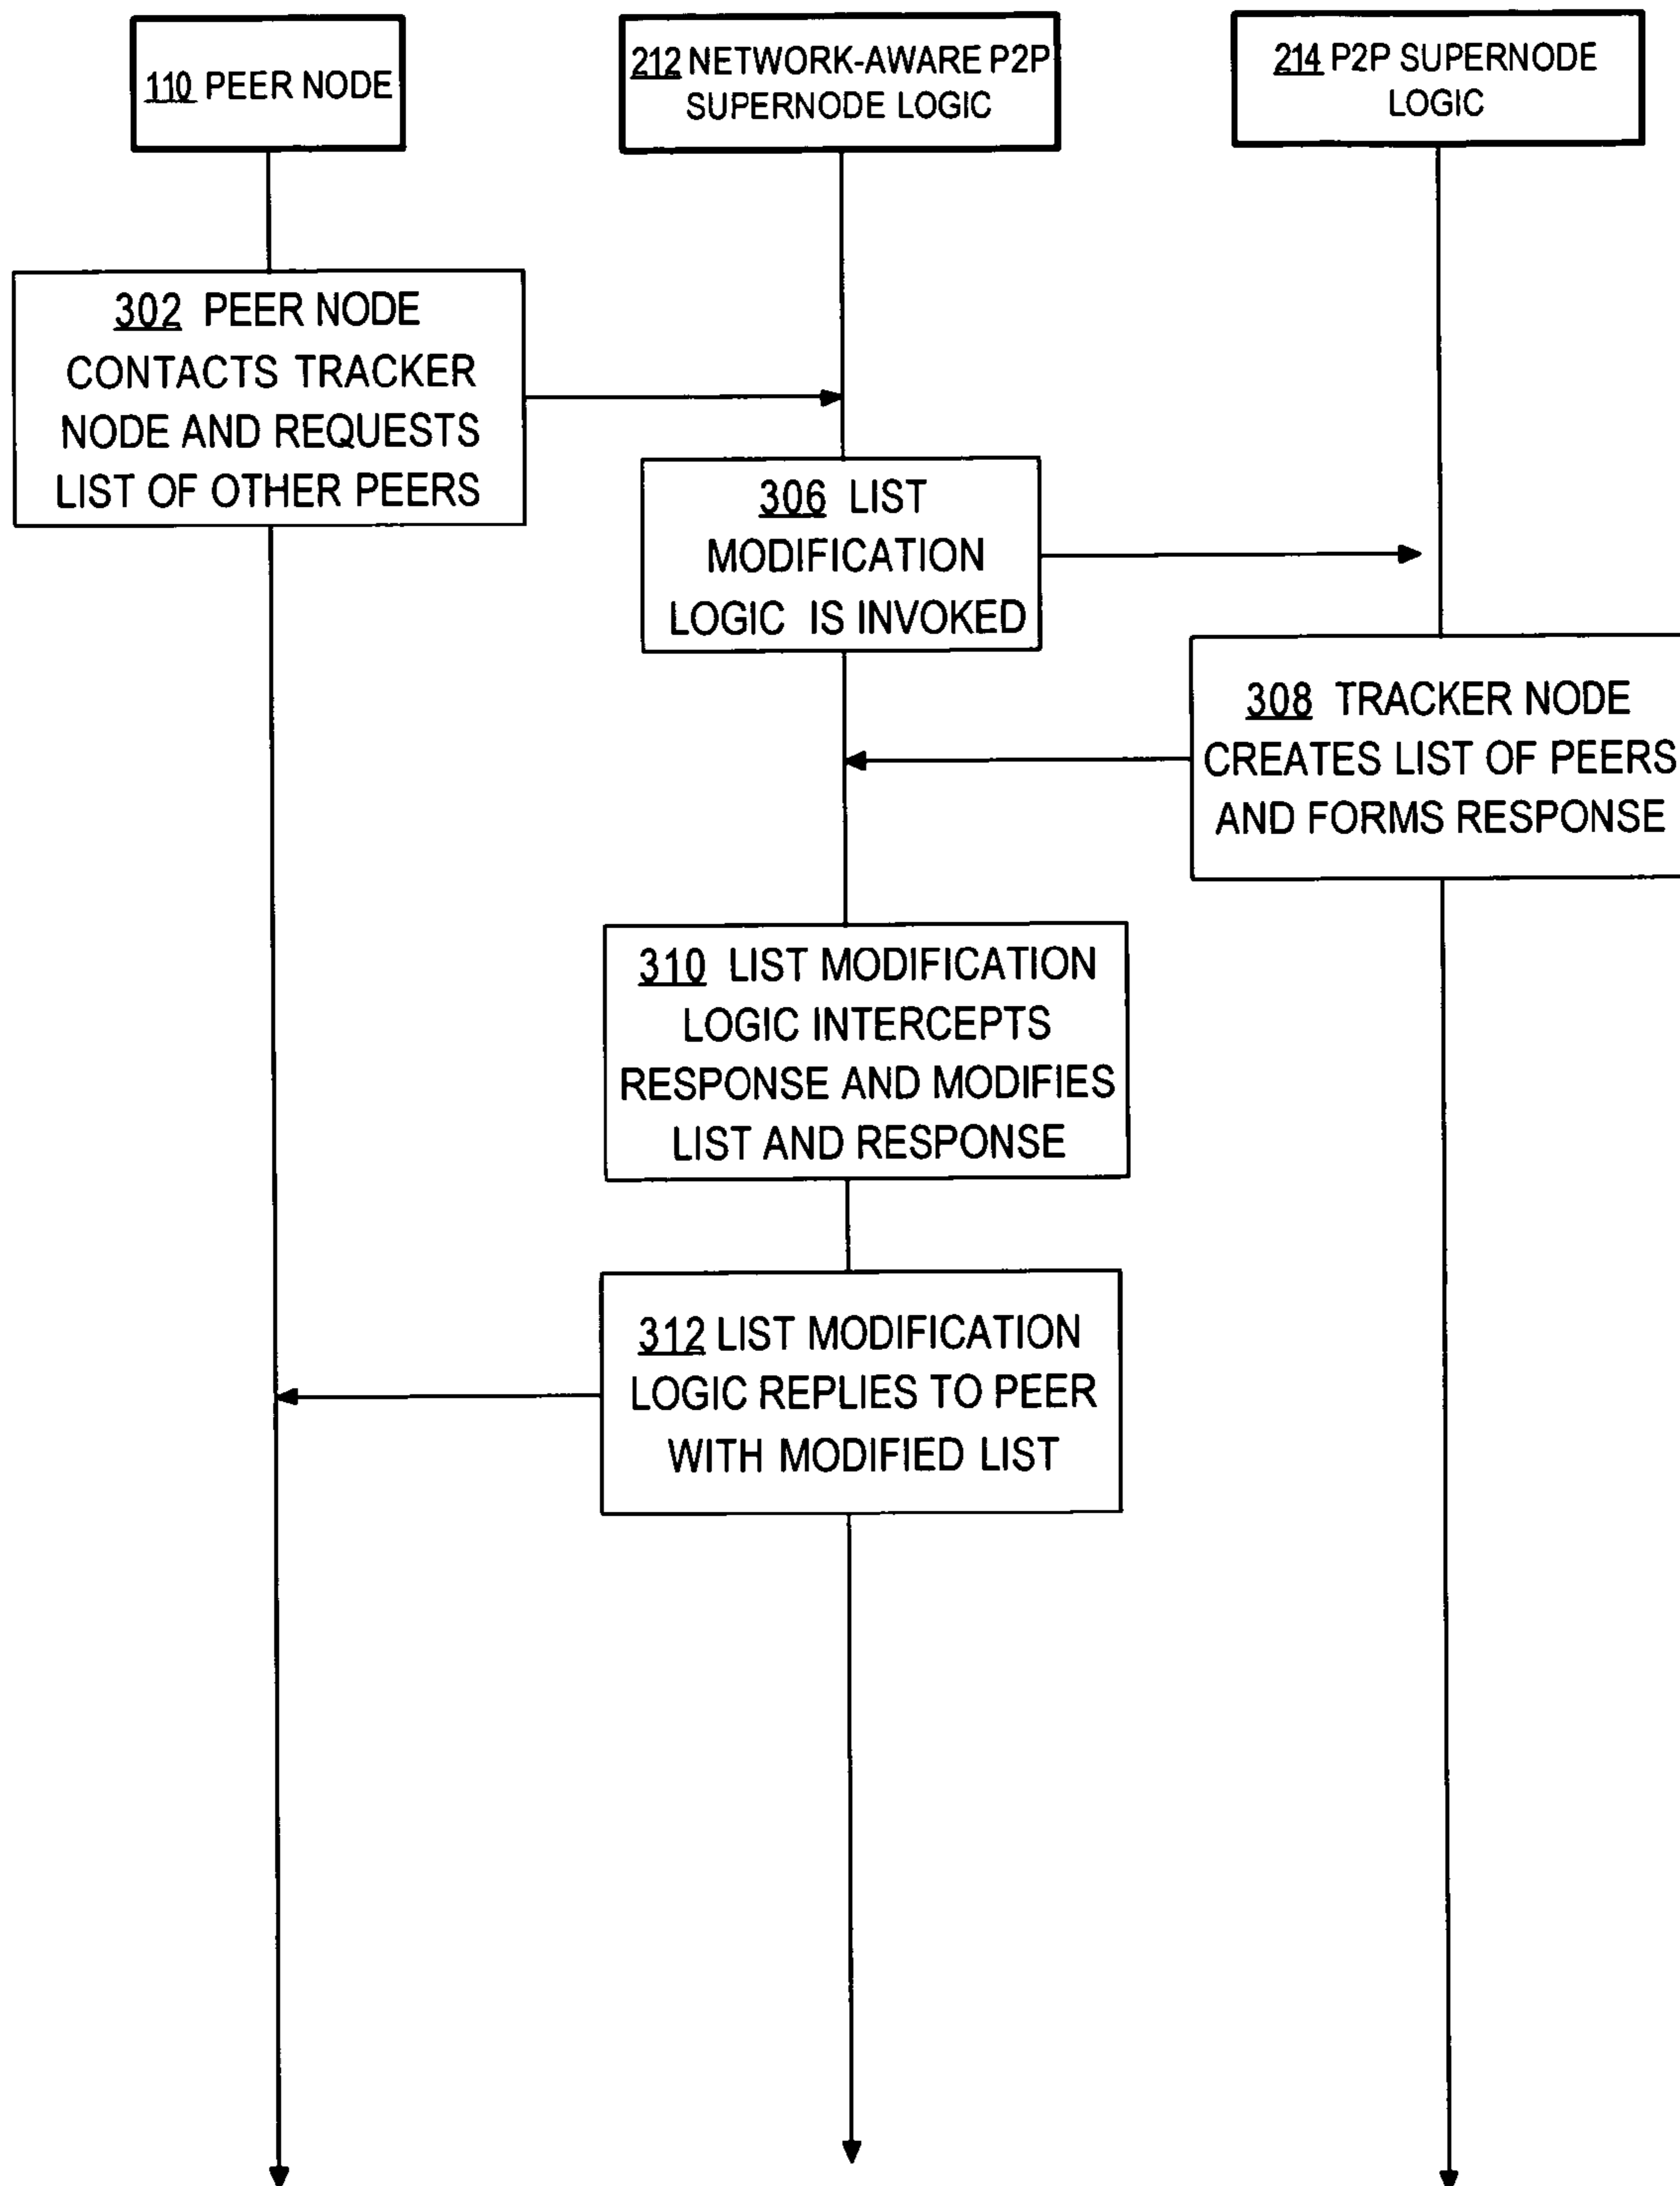 110 PEER NODE
212 NETWORK-AWARE P2P
SUPERNODE LOGIC
214 P2P SUPERNODE
LOGIC
302 PEER NODE
CONTACTS TRACKER
NODE AND REQUESTS
LIST OF OTHER PEERS
306 LIST
MODIFICATION
LOGIC IS INVOKED
308 TRACKER NODE
CREATES LIST OF PEERS
AND FORMS RESPONSE
310 LIST MODIFICATION
LOGIC INTERCEPTS
RESPONSE AND MODIFIES
LIST AND RESPONSE
312 LIST MODIFICATION
LOGIC REPLIES TO PEER
WITH MODIFIED LIST